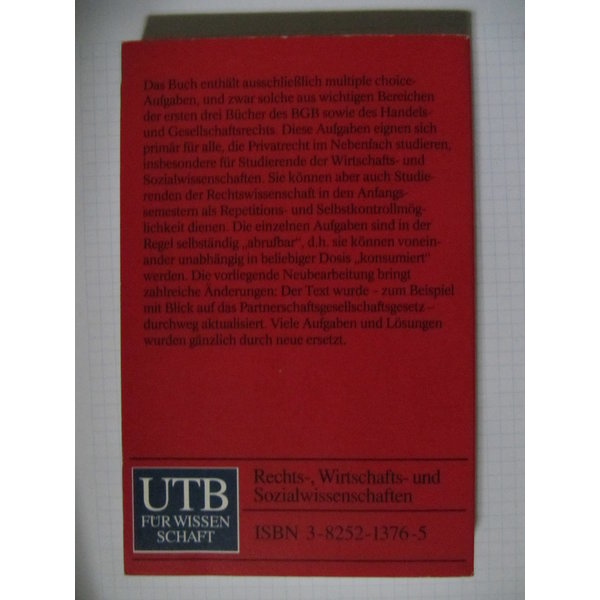 Das Buch enthält ausschließlich multiple choice-
Aufgaben, und zwar solche aus wichtigen Bereichen
der ersten drei Bücher des BGB sowie des Handels-
und Gesellschaftsrechts. Diese Aufgaben eignen sich
primär für alle, die Privatrecht im Nebenfach studieren,
insbesondere für Studierende der Wirtschafts- und
Sozialwissenschaften. Sie können aber auch Studie-
renden der Rechtswissenschaft in den Anfangs-
semestern als Repetitions- und Selbstkontrollmög-
lichkeit dienen. Die einzelnen Aufgaben sind in der
Regel selbständig „abrufbar“, d.h. sie können vonein-
ander unabhängig in beliebiger Dosis „konsumiert“
werden. Die vorliegende Neubearbeitung bringt
zahlreiche Änderungen: Der Text wurde – zum Beispiel
mit Blick auf das Partnerschaftsgesellschaftsgesetz –
durchweg aktualisiert. Viele Aufgaben und Lösungen
wurden gänzlich durch neue ersetzt.
UTB
FÜR WISSEN
SCHAFT
Rechts-, Wirtschafts- und
Sozialwissenschaften
ISBN 3-8252-1376-5